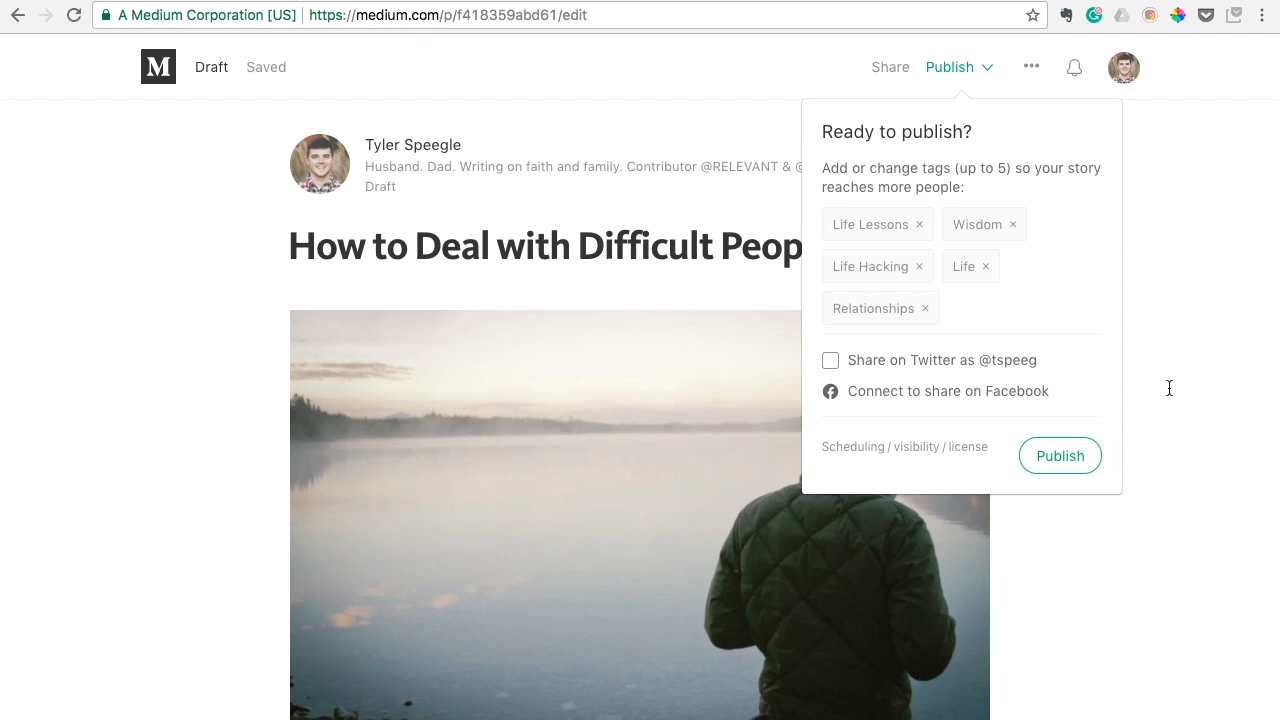 A Medium Corporation [US] | https://medium.com/p/f418359abd61/edit
M Draft Saved Share Publish
Tyler Speegle
Husband. Dad. Writing on faith and family. Contributor @RELEVANT & @
Draft
How to Deal with Difficult Peop
Ready to publish?
Add or change tags (up to 5) so your story
reaches more people:
Life Lessons × Wisdom ×
Life Hacking × Life ×
Relationships ×
Share on Twitter as @tspeeg
Connect to share on Facebook
Scheduling / visibility / license Publish